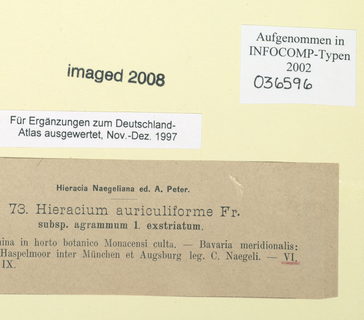 Aufgenommen in
INFOCOMP-Typen
2002
036596
imaged 2008
Für Ergänzungen zum Deutschland-
Atlas ausgewertet, Nov.-Dez. 1997
Hieracia Naegeliana ed. A. Peter.
73. Hieracium auriculiforme Fr.
subsp. agrammum 1. exstriatum.
ina in horto botanico Monacensi culta. — Bavaria meridionalis:
Haspelmoor inter München et Augsburg leg. C. Naegeli. — VI,
IX.